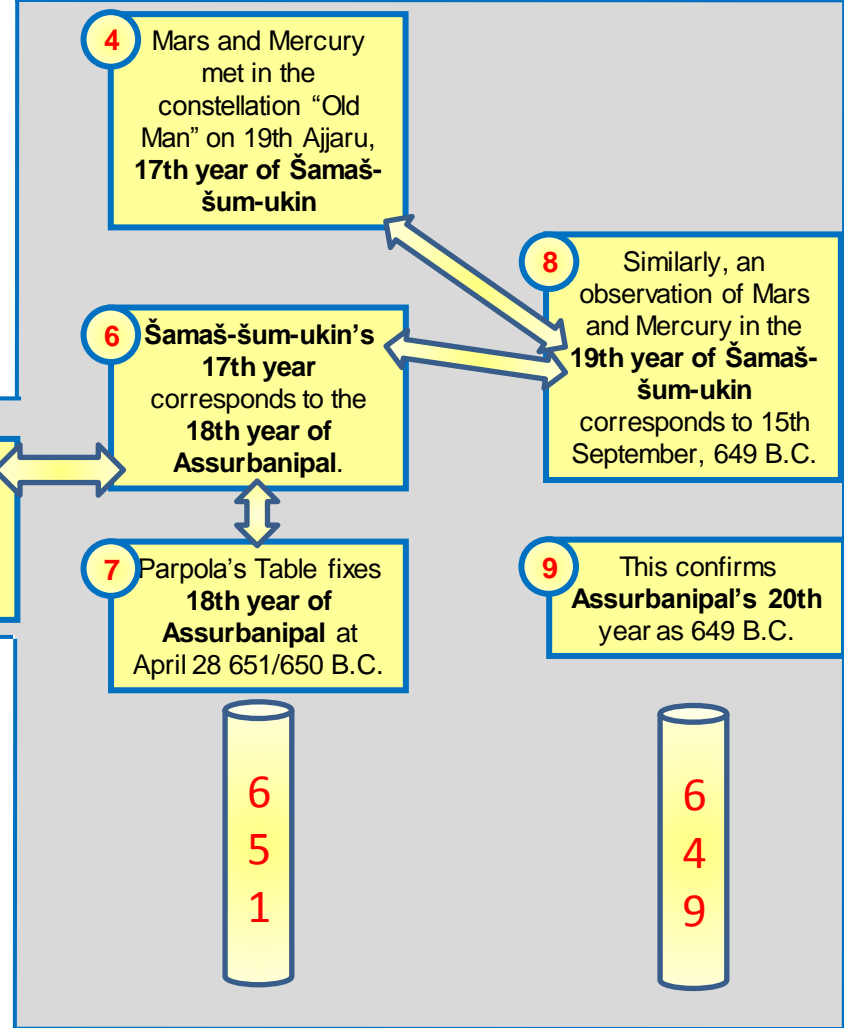 4
Mars and Mercury
met in the
constellation “Old
Man” on 19th Ajjaru,
17th year of Šamaš-
šum-ukin
6
Šamaš-šum-ukin’s
17th year
corresponds to the
18th year of
Assurbanipal.
7
Parpola’s Table fixes
18th year of
Assurbanipal at
April 28 651/650 B.C.
8
Similarly, an
observation of Mars
and Mercury in the
19th year of Šamaš-
šum-ukin
corresponds to 15th
September, 649 B.C.
9
This confirms
Assurbanipal’s 20th
year as 649 B.C.
6
5
1
6
4
9